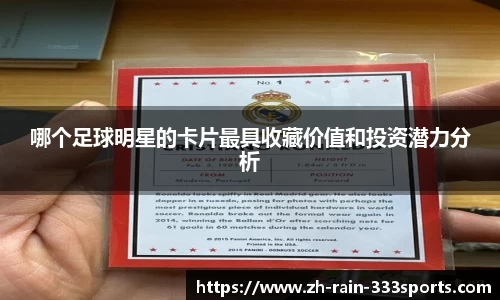 No 1
哪个足球明星的卡片最具收藏价值和投资潜力分
析
DATE OF BIRTH HEIGHT
FROM POSITION
Madeira, Portugal Forward
Ronaldo looks spiffy in Real Madrid gear. He also looks
dapper in a tuxedo, posing for photos with perhaps the
most prestigious piece of individual hardware in world
soccer. Ronaldo broke out the formal wear again in
2014, winning the Ballon d'Or after scorching nets for
61 goals in 60 matches during the calendar year.
© 2015 Panini America, Inc. All Rights Reserved.
Printed in the USA.
2015 PANINI - DONRUSS SOCCER
https://www.zh-rain-333sports.com